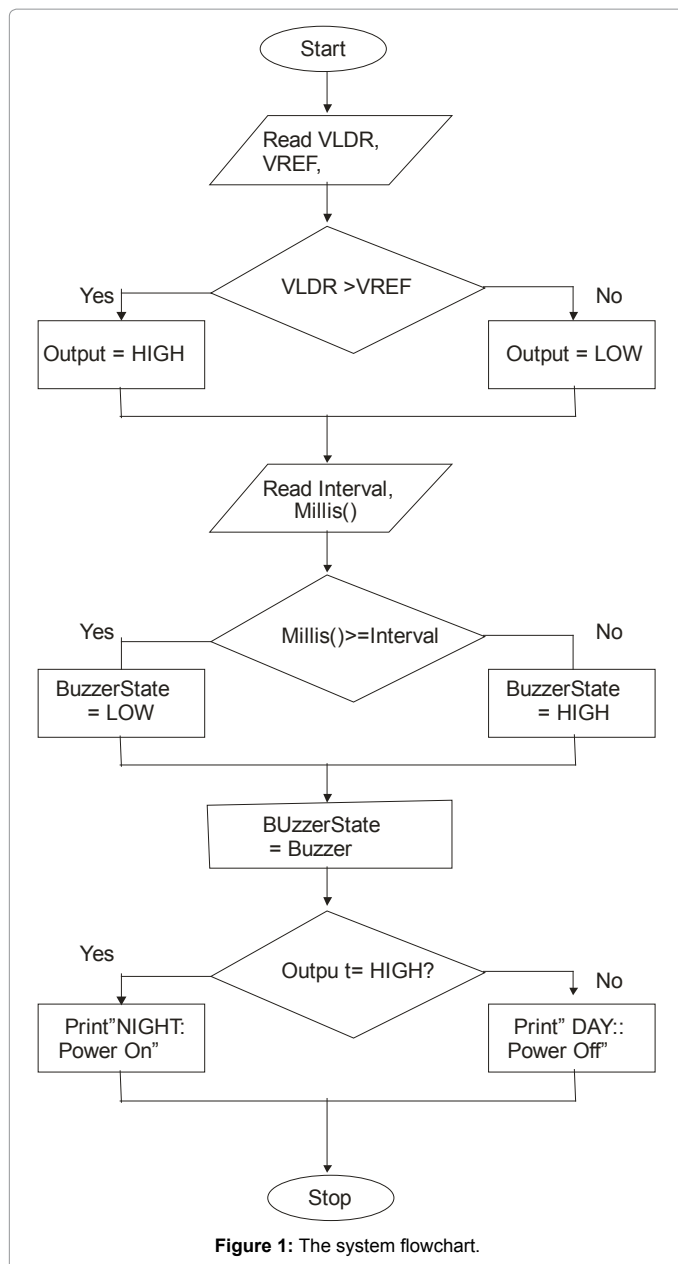 Start
Read VLDR,
VREF,
VLDR >VREF
Yes
No
Output = HIGH
Output = LOW
Read Interval,
Millis()
Millis()>=Interval
Yes
No
BuzzerState
= LOW
BuzzerState
= HIGH
BUzzerState
= Buzzer
Outpu t= HIGH?
Yes
No
Print”NIGHT:
Power On”
Print” DAY::
Power Off”
Stop
Figure 1: The system flowchart.